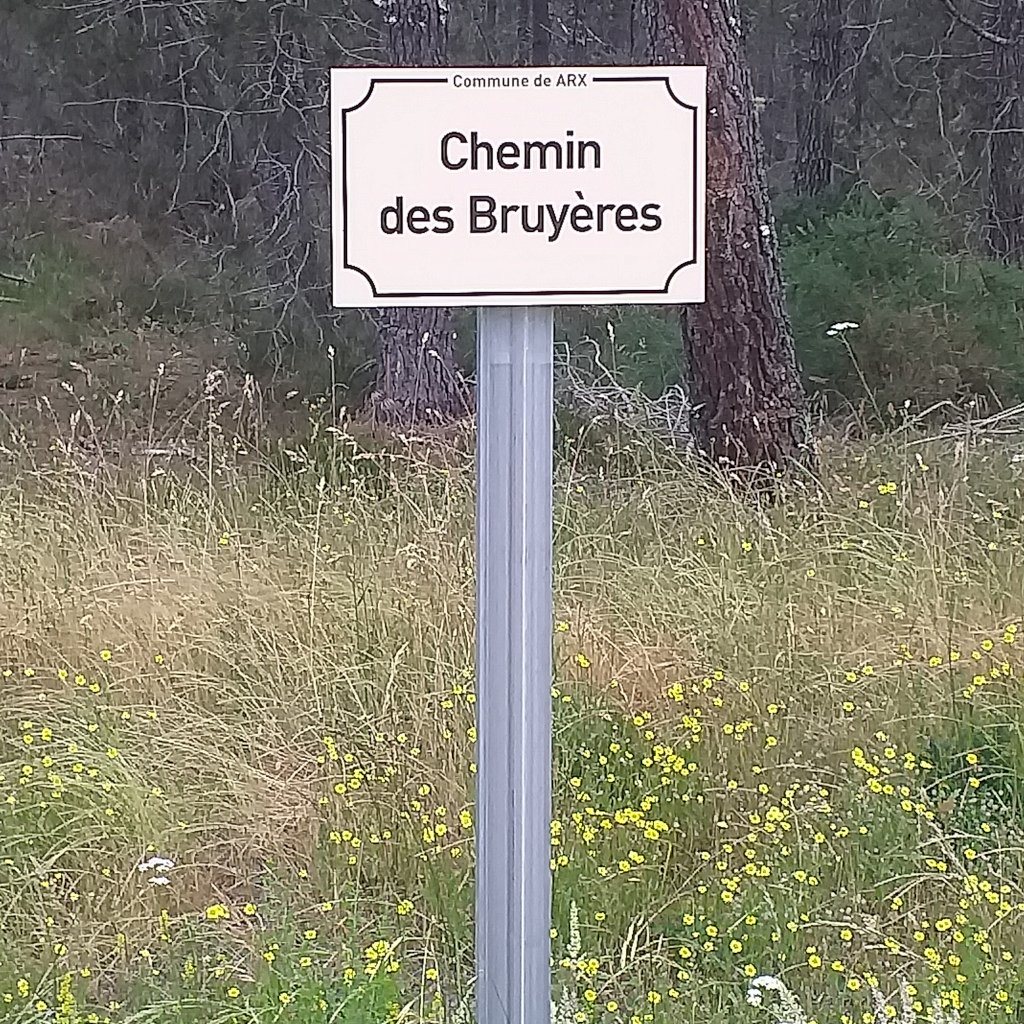 Commune de ARX
Chemin
des Bruyères